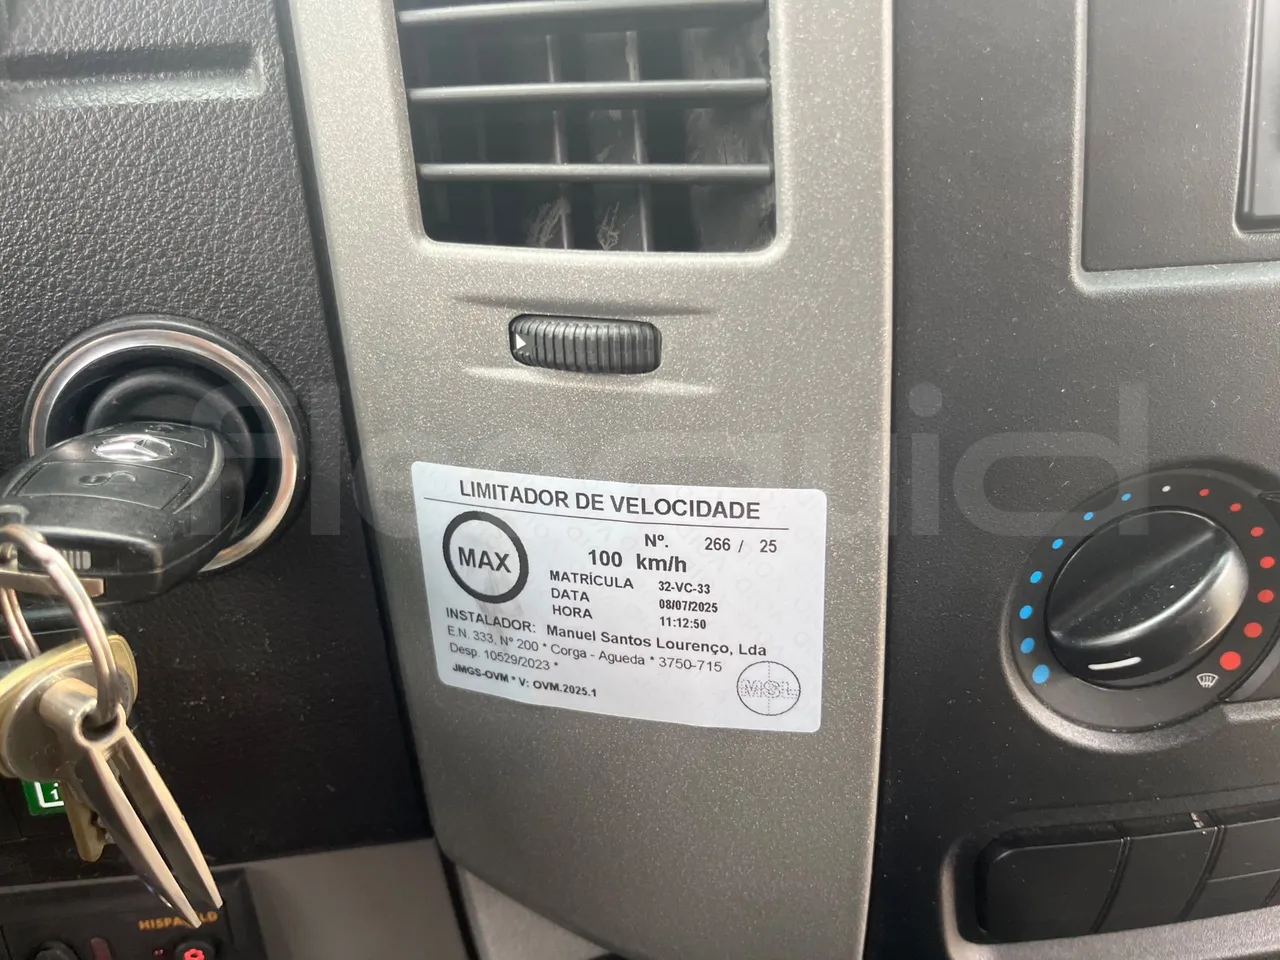 LIMITADOR DE VELOCIDADE
Nº. 266 / 25
MAX
100 km/h
MATRÍCULA 32-VC-33
DATA 08/07/2025
HORA 11:12:50
INSTALADOR: Manuel Santos Lourenço, Lda
E.N. 333, Nº 200 * Corga - Agueda * 3750-715
Desp. 10529/2023 *
JMGS-OVM * V: OVM.2025.1
MSL